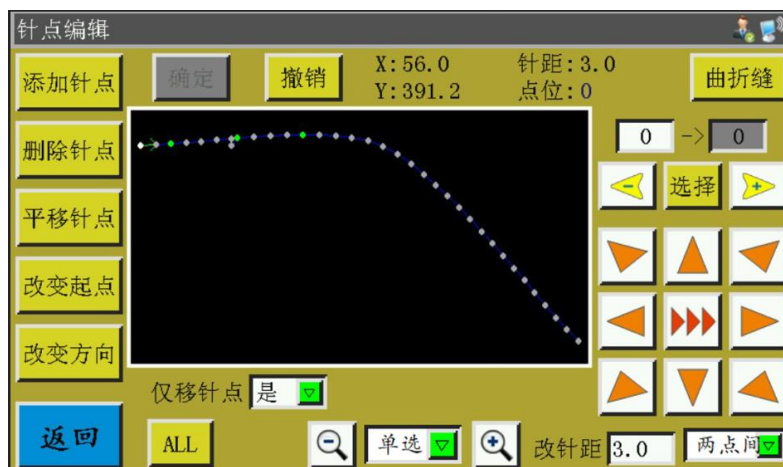 针点编辑
添加针点
确定
撤销
X:56.0
针距:3.0
Y:391.2
点位:0
曲折缝
删除针点
0 -> 0
平移针点
- 选择 +
改变起点
改变方向
仅移针点 是
返回
ALL
单选
改针距 3.0
两点间